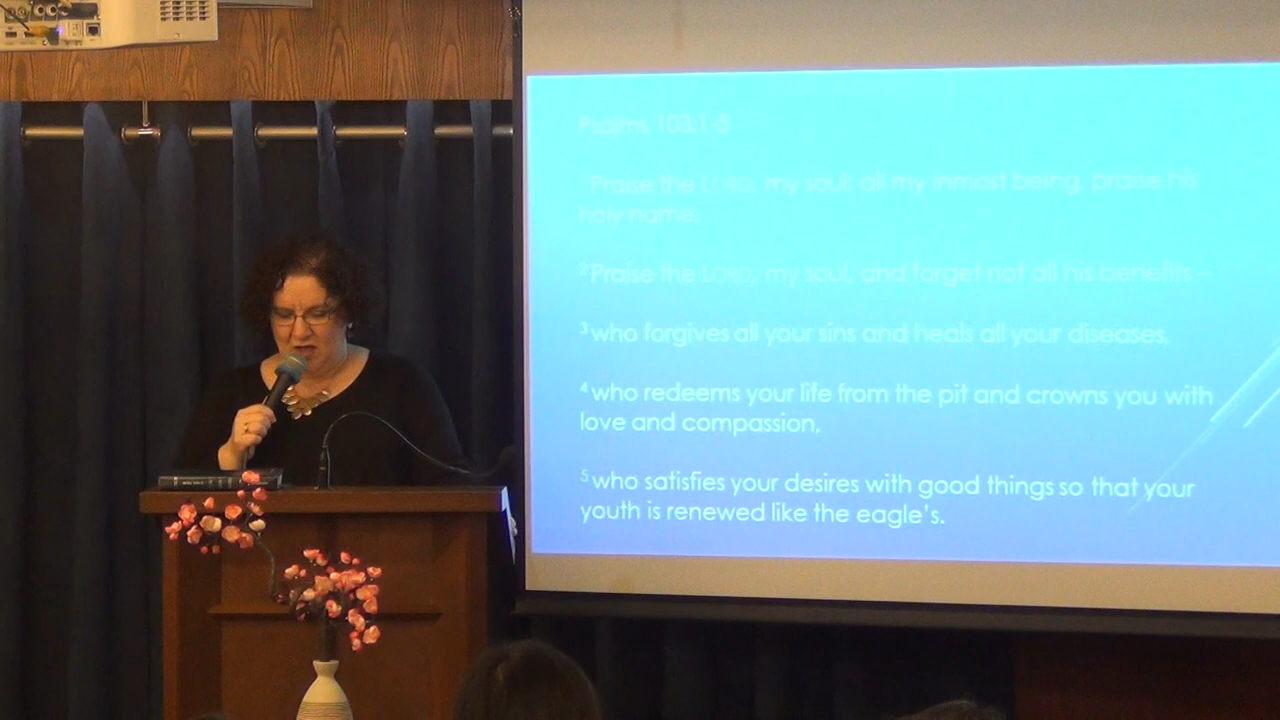 Psalms 103:1-5
1 Praise the LORD, my soul; all my inmost being, praise his
holy name.
2 Praise the LORD, my soul, and forget not all his benefits –
3 who forgives all your sins and heals all your diseases,
4 who redeems your life from the pit and crowns you with
love and compassion,
5 who satisfies your desires with good things so that your
youth is renewed like the eagle's.